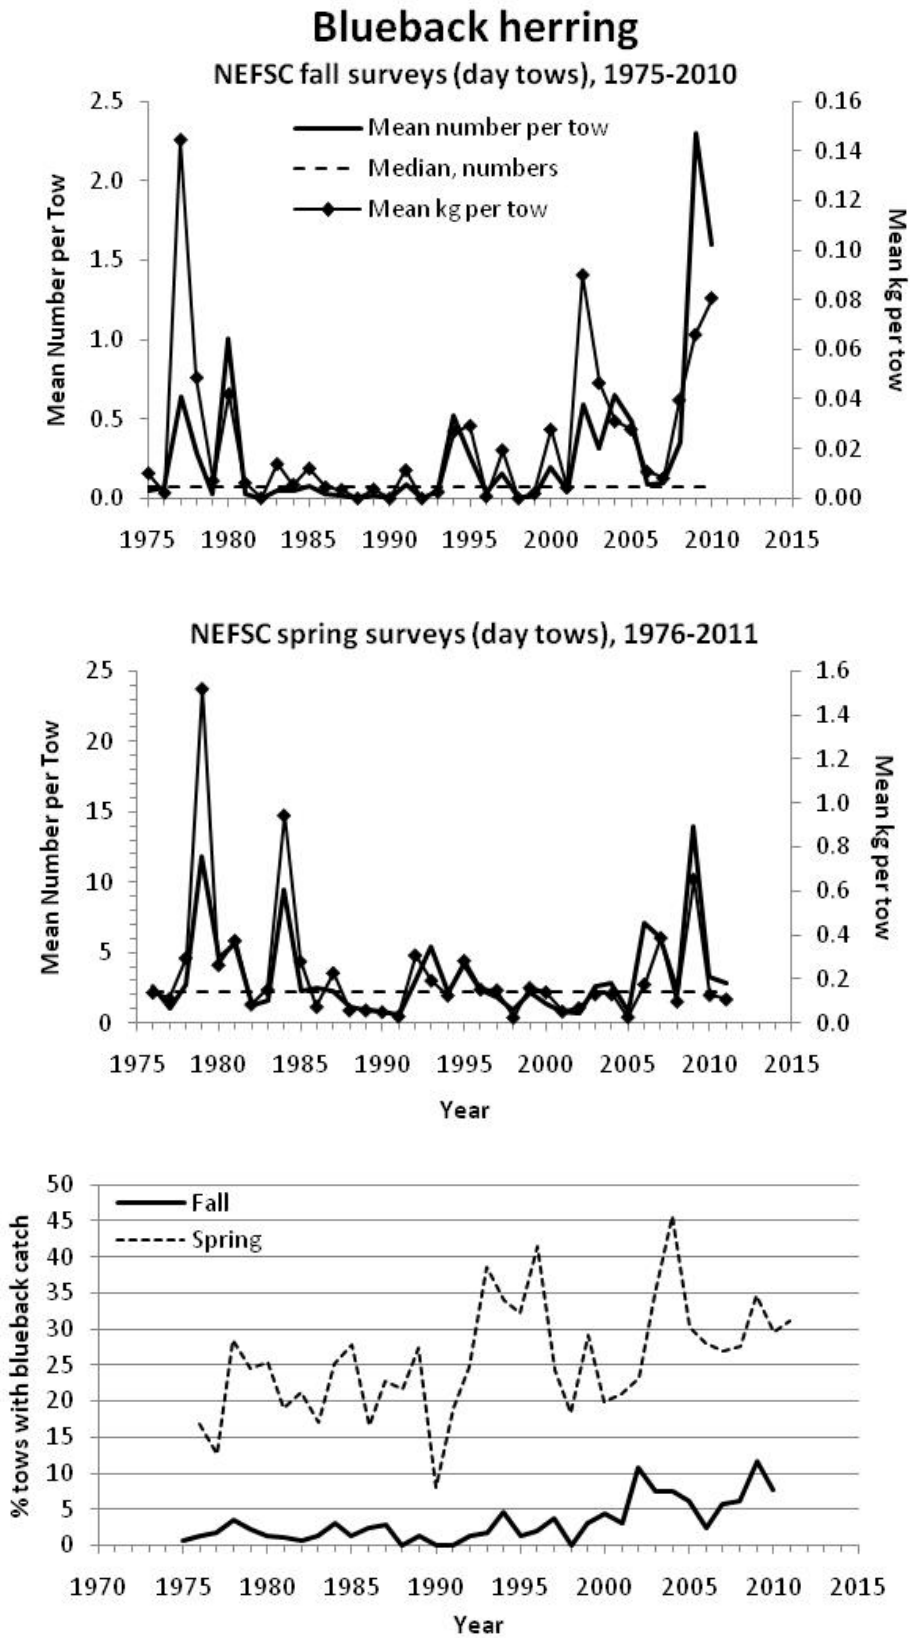 Blueback herring
NEFSC fall surveys (day tows), 1975-2010
2.5
2.0
1.5
1.0
0.5
0.0
Mean Number per Tow
Mean number per tow
Median, numbers
Mean kg per tow
0.16
0.14
0.12
0.10
0.08
0.06
0.04
0.02
0.00
Mean kg per tow
1975 1980 1985 1990 1995 2000 2005 2010 2015
NEFSC spring surveys (day tows), 1976-2011
25
20
15
10
5
0
Mean Number per Tow
1.6
1.4
1.2
1.0
0.8
0.6
0.4
0.2
0.0
Mean kg per tow
1975 1980 1985 1990 1995 2000 2005 2010 2015
Year
50
45
40
35
30
25
20
15
10
5
0
% tows with blueback catch
Fall
Spring
1970 1975 1980 1985 1990 1995 2000 2005 2010 2015
Year